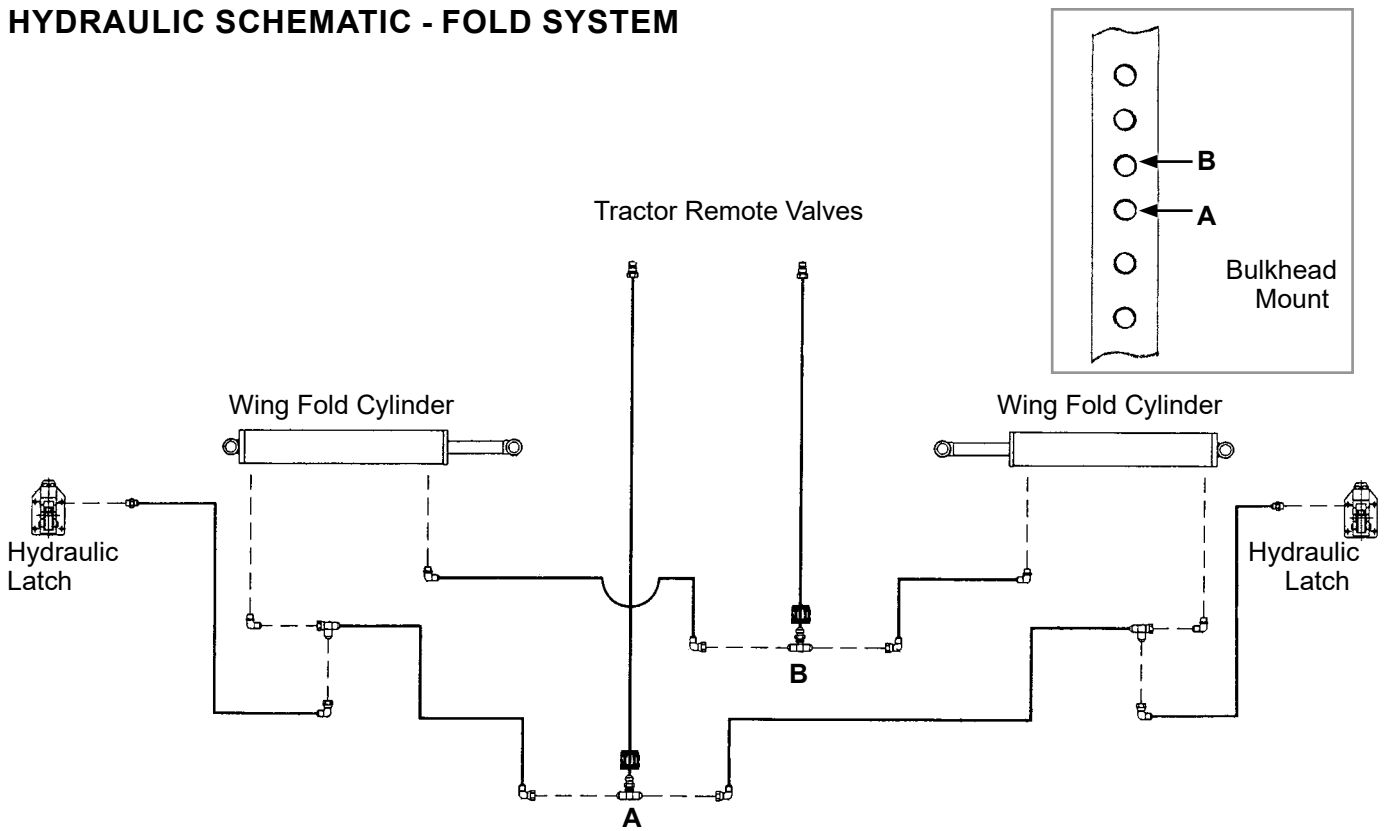 HYDRAULIC SCHEMATIC - FOLD SYSTEM
B
A
Bulkhead
Mount
Tractor Remote Valves
Wing Fold Cylinder
Wing Fold Cylinder
Hydraulic
Latch
Hydraulic
Latch
B
A